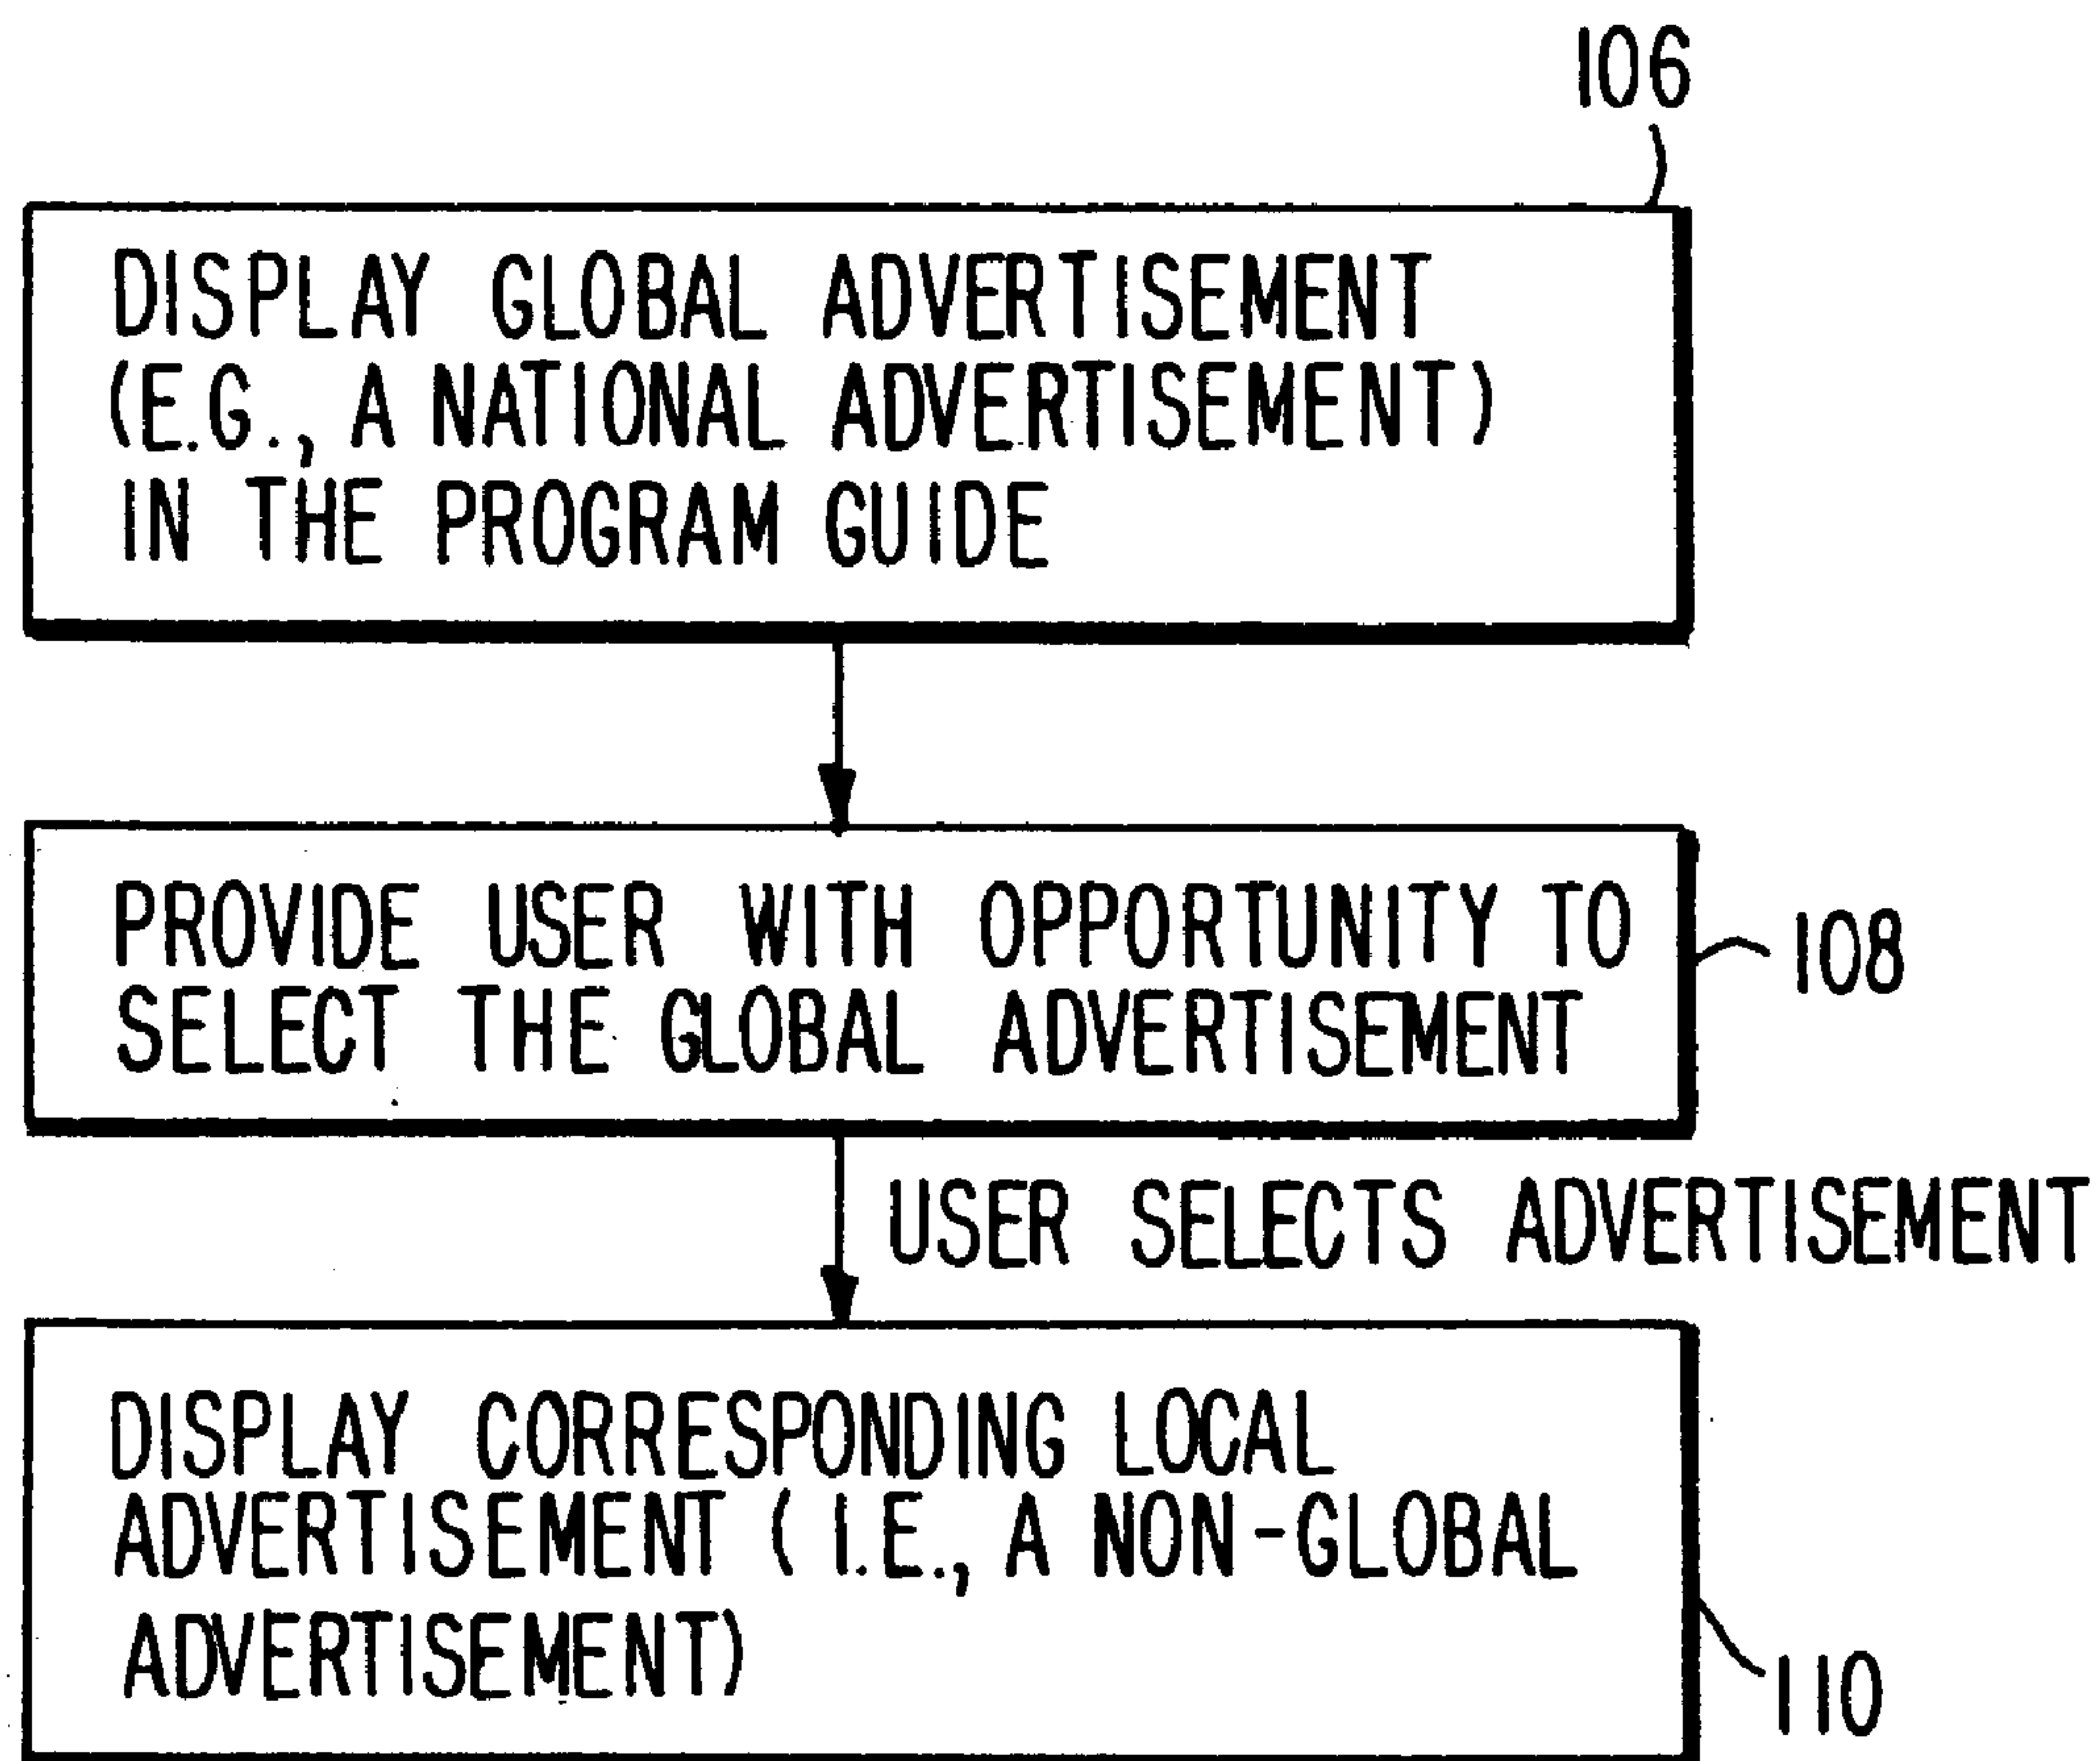 106
DISPLAY GLOBAL ADVERTISEMENT
(E.G., A NATIONAL ADVERTISEMENT)
IN THE PROGRAM GUIDE
PROVIDE USER WITH OPPORTUNITY TO
SELECT THE GLOBAL ADVERTISEMENT
108
USER SELECTS ADVERTISEMENT
DISPLAY CORRESPONDING LOCAL
ADVERTISEMENT (I.E., A NON-GLOBAL
ADVERTISEMENT)
110